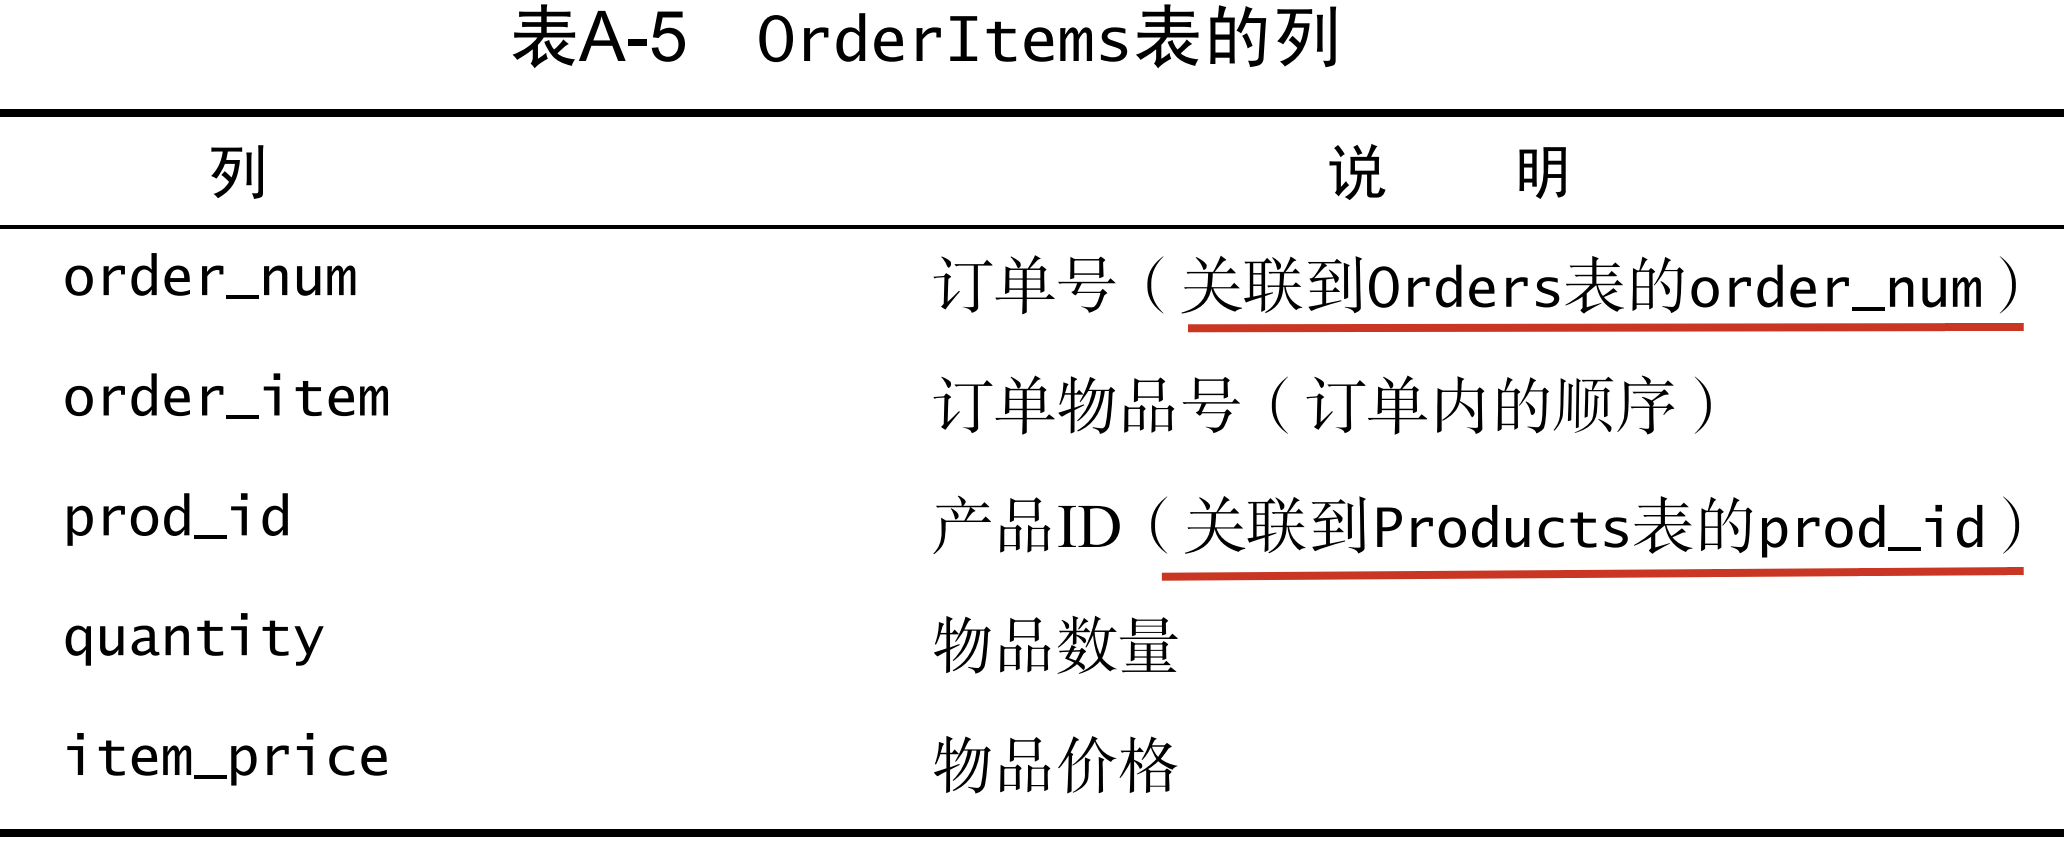 表A-5 OrderItems表的列
列 说 明
order_num 订单号（关联到Orders表的order_num）
order_item 订单物品号（订单内的顺序）
prod_id 产品ID（关联到Products表的prod_id）
quantity 物品数量
item_price 物品价格